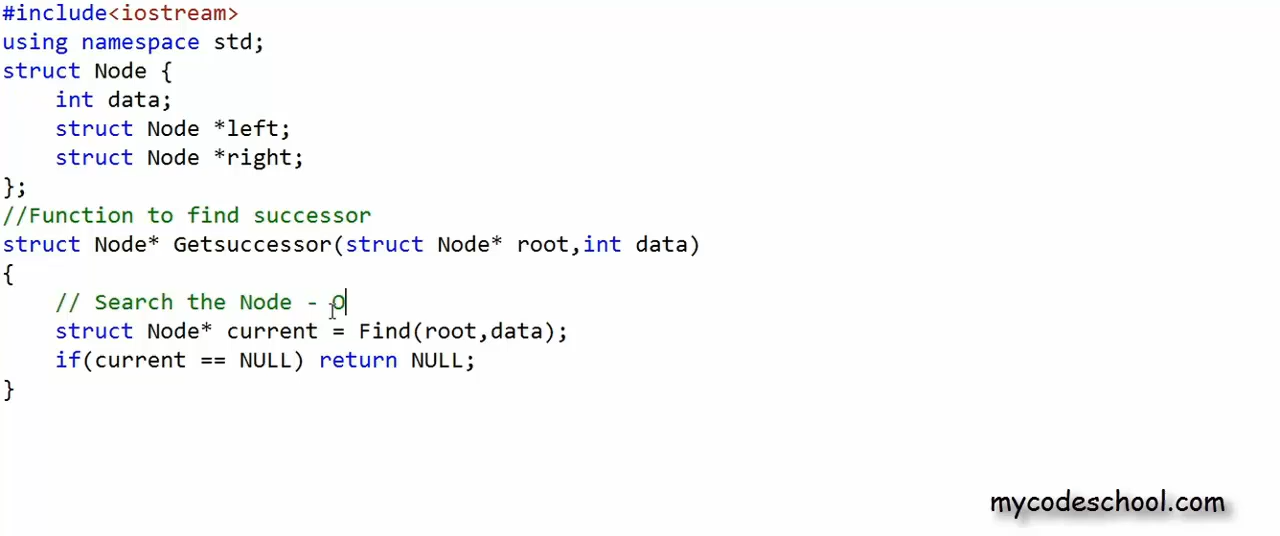 #include<iostream>
using namespace std;
struct Node {
    int data;
    struct Node *left;
    struct Node *right;
};
//Function to find successor
struct Node* Getsuccessor(struct Node* root,int data)
{
    // Search the Node - O
    struct Node* current = Find(root,data);
    if(current == NULL) return NULL;
}
mycodeschool.com